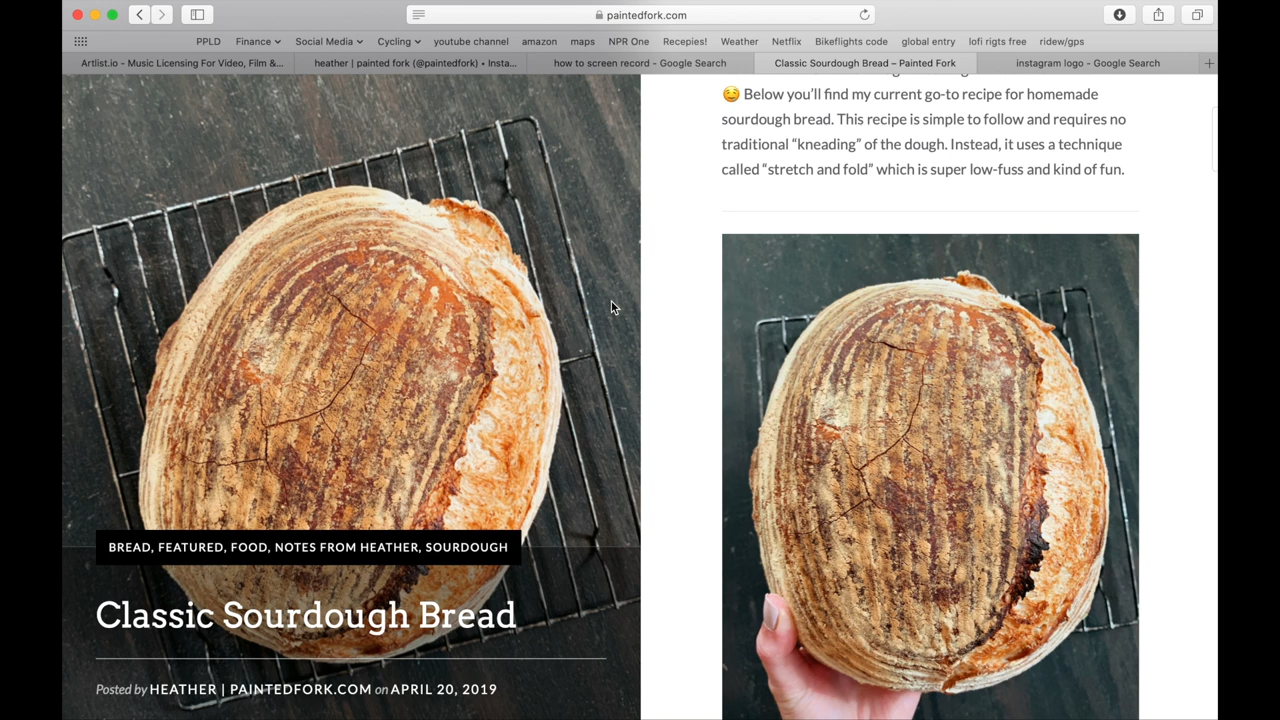 paintedfork.com
PPLD Finance Social Media Cycling youtube channel amazon maps NPR One Recepies! Weather Netflix Bikeflights code global entry lofi rigts free ridew/gps
Artlist.io - Music Licensing For Video, Film &... heather | painted fork (@paintedfork) • Insta... how to screen record - Google Search Classic Sourdough Bread – Painted Fork instagram logo - Google Search
BREAD, FEATURED, FOOD, NOTES FROM HEATHER, SOURDOUGH
Classic Sourdough Bread
Posted by HEATHER | PAINTEDFORK.COM on APRIL 20, 2019
😋 Below you’ll find my current go-to recipe for homemade
sourdough bread. This recipe is simple to follow and requires no
traditional “kneading” of the dough. Instead, it uses a technique
called “stretch and fold” which is super low-fuss and kind of fun.